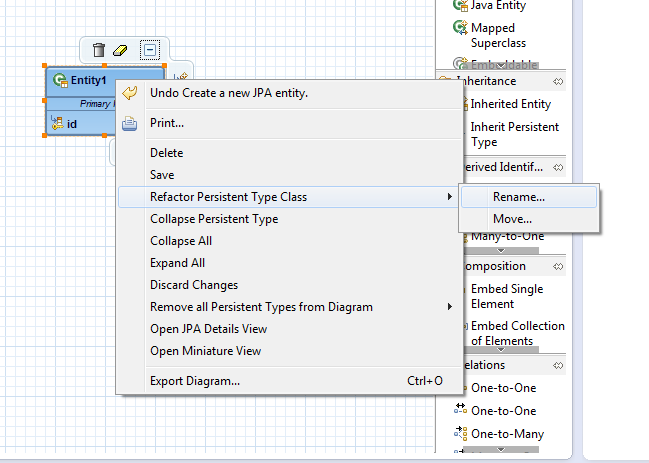 Entity1
Primary
id
Undo Create a new JPA entity.
Print...
Delete
Save
Refactor Persistent Type Class
Collapse Persistent Type
Collapse All
Expand All
Discard Changes
Remove all Persistent Types from Diagram
Open JPA Details View
Open Miniature View
Export Diagram... Ctrl+O
Rename...
Move...
Java Entity
Mapped
Superclass
Embeddable
Inheritance
Inherited Entity
Inherit Persistent
Type
erived Identif...
Many-to-One
omposition
Embed Single
Element
Embed Collection
of Elements
elations
One-to-One
One-to-One
One-to-Many